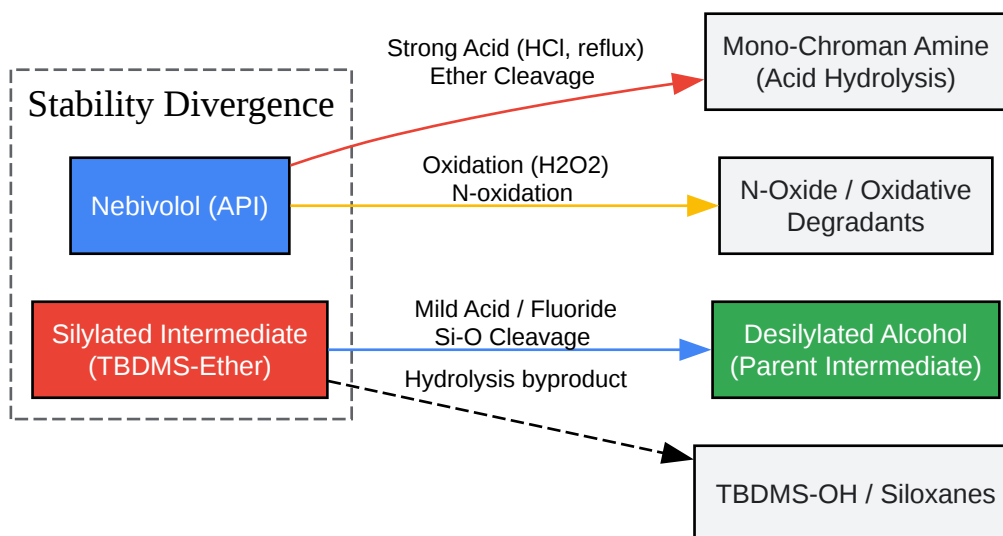 Stability Divergence
Nebivolol (API)
Silylated Intermediate
(TBDMS-Ether)
Strong Acid (HCl, reflux)
Ether Cleavage
Oxidation (H2O2)
N-oxidation
Mild Acid / Fluoride
Si-O Cleavage
Hydrolysis byproduct
Mono-Chroman Amine
(Acid Hydrolysis)
N-Oxide / Oxidative
Degradants
Desilylated Alcohol
(Parent Intermediate)
TBDMS-OH / Siloxanes